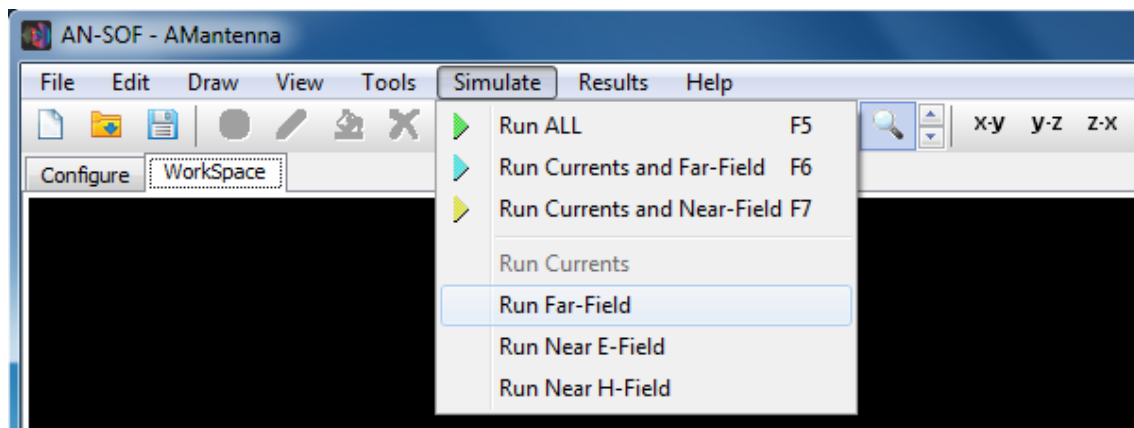 AN-SOF - AMantenna
File Edit Draw View Tools Simulate Results Help
x-y y-z z-x
Configure WorkSpace
Run ALL F5
Run Currents and Far-Field F6
Run Currents and Near-Field F7
Run Currents
Run Far-Field
Run Near E-Field
Run Near H-Field